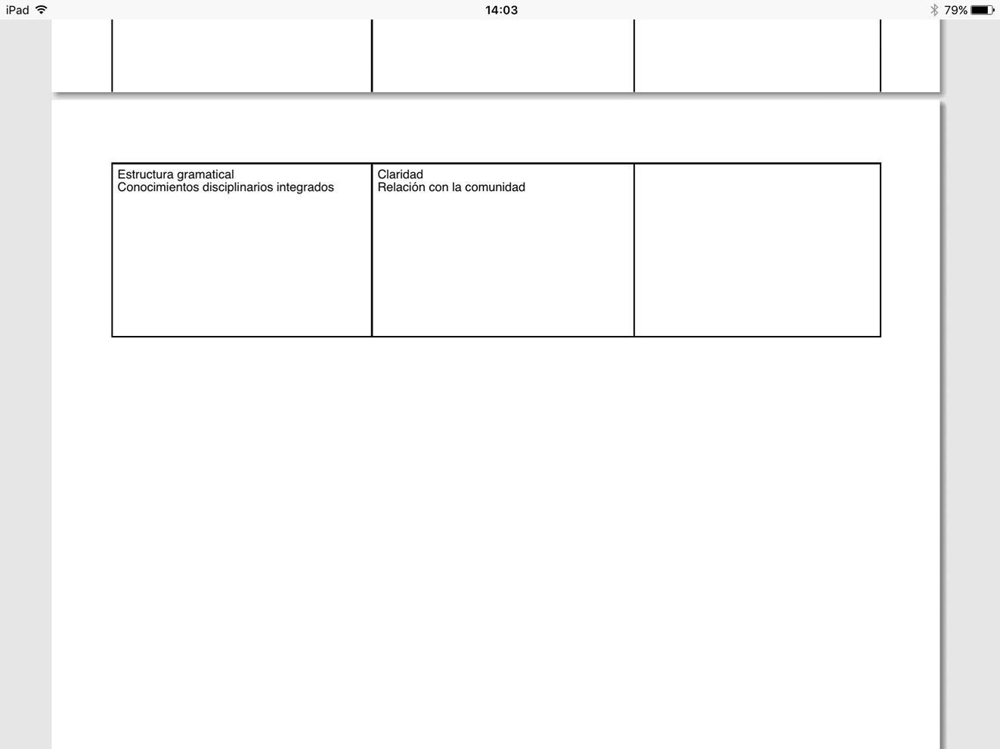 iPad 14:03 79%
Estructura gramatical
Conocimientos disciplinarios integrados
Claridad
Relación con la comunidad